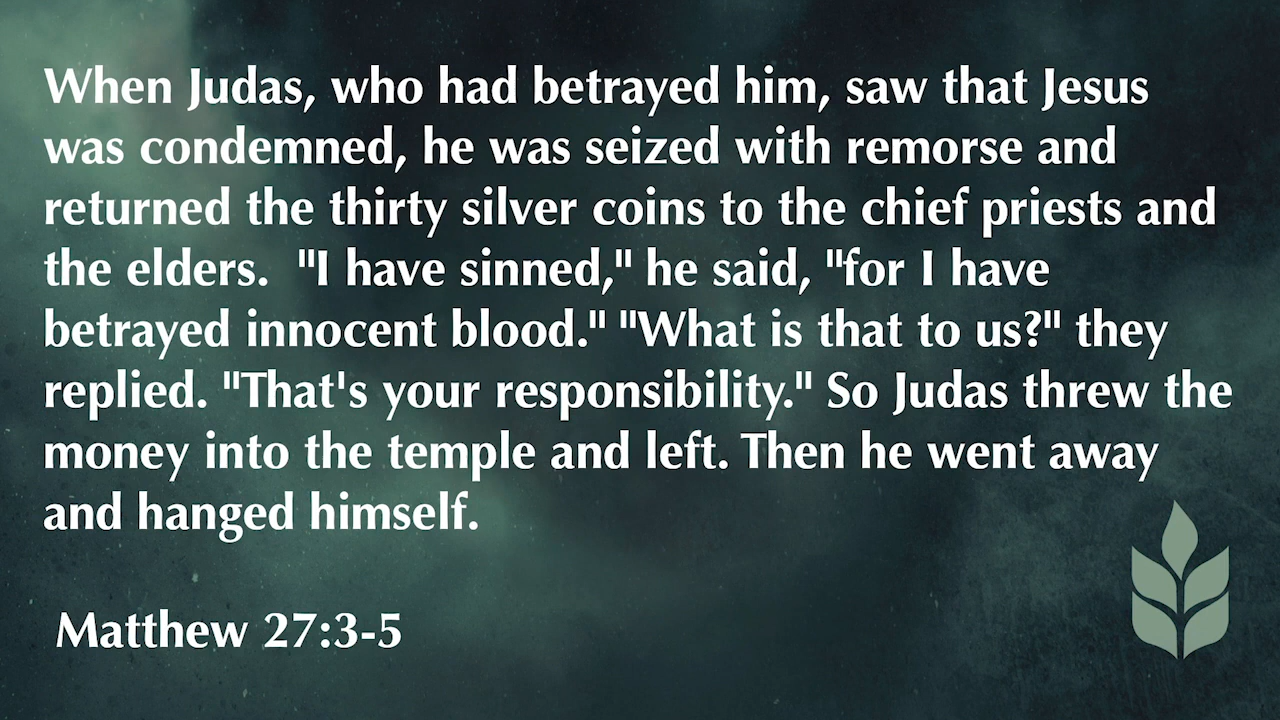 When Judas, who had betrayed him, saw that Jesus
was condemned, he was seized with remorse and
returned the thirty silver coins to the chief priests and
the elders.  "I have sinned," he said, "for I have
betrayed innocent blood." "What is that to us?" they
replied. "That's your responsibility." So Judas threw the
money into the temple and left. Then he went away
and hanged himself.
Matthew 27:3-5